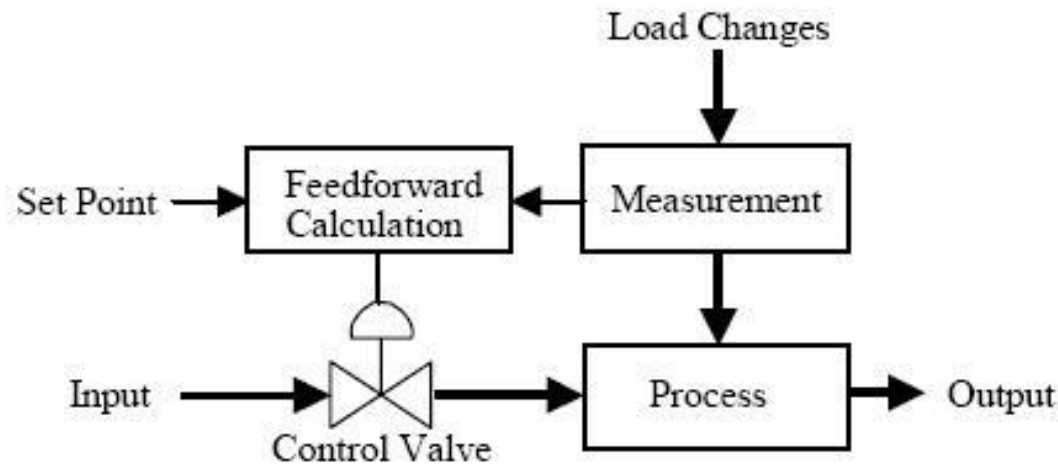 Load Changes
Set Point
Feedforward
Calculation
Measurement
Input
Control Valve
Process
Output